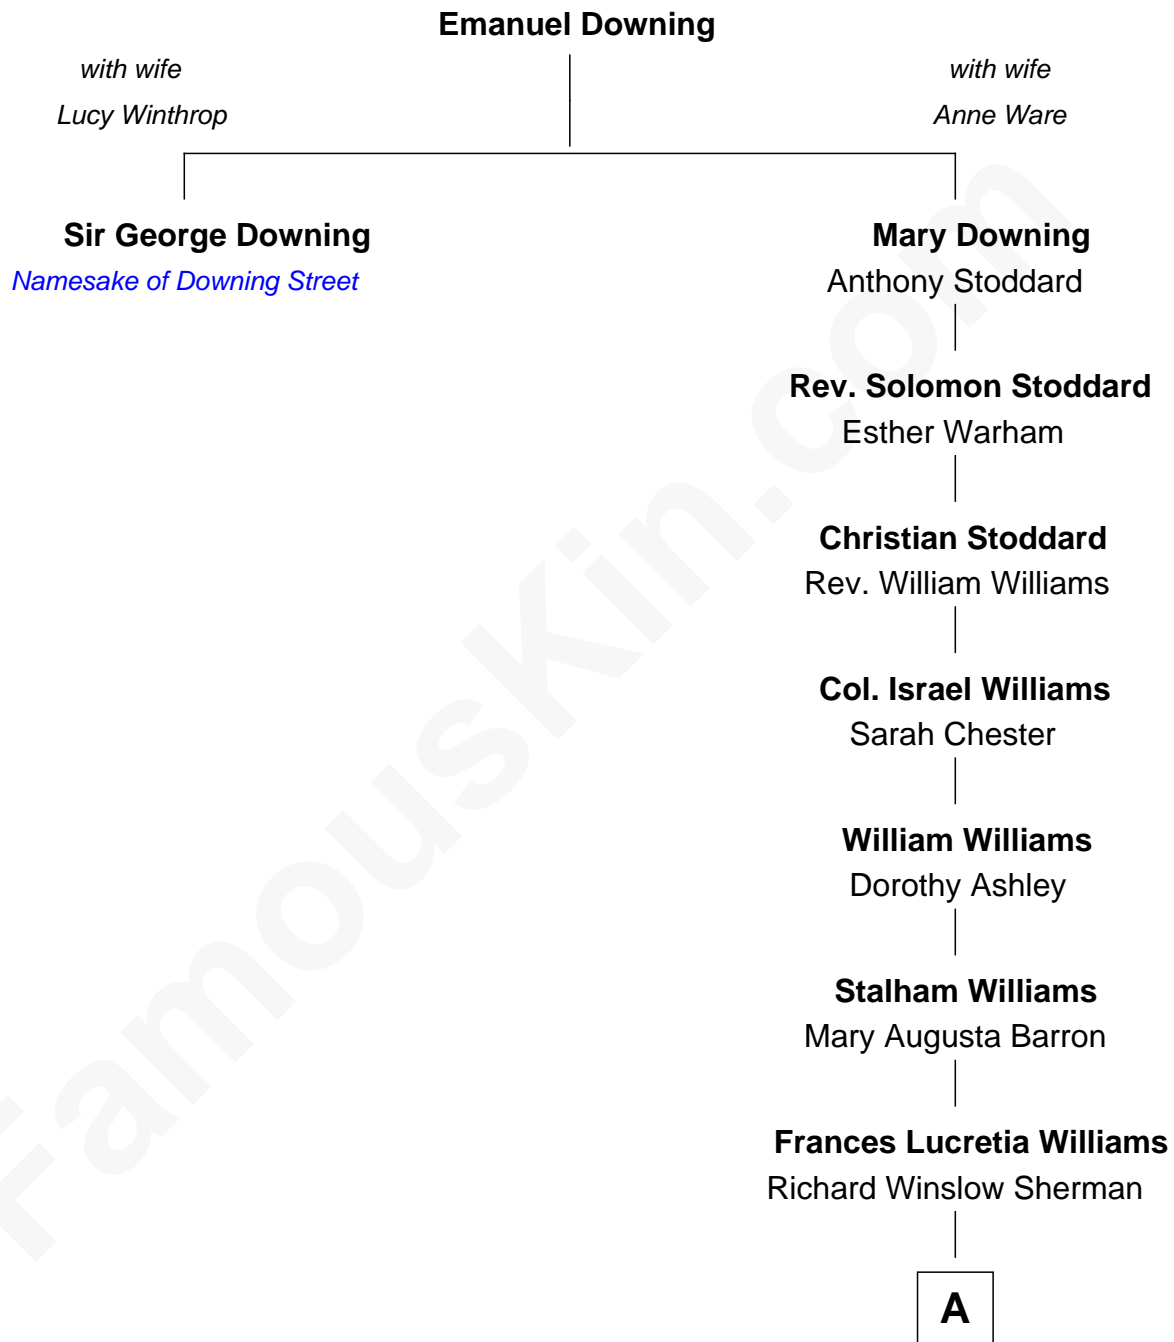 Emanuel Downing
with wife
Lucy Winthrop
with wife
Anne Ware
Sir George Downing
Namesake of Downing Street
Mary Downing
Anthony Stoddard
Rev. Solomon Stoddard
Esther Warham
Christian Stoddard
Rev. William Williams
Col. Israel Williams
Sarah Chester
William Williams
Dorothy Ashley
Stalham Williams
Mary Augusta Barron
Frances Lucretia Williams
Richard Winslow Sherman
A
FamousKin.com